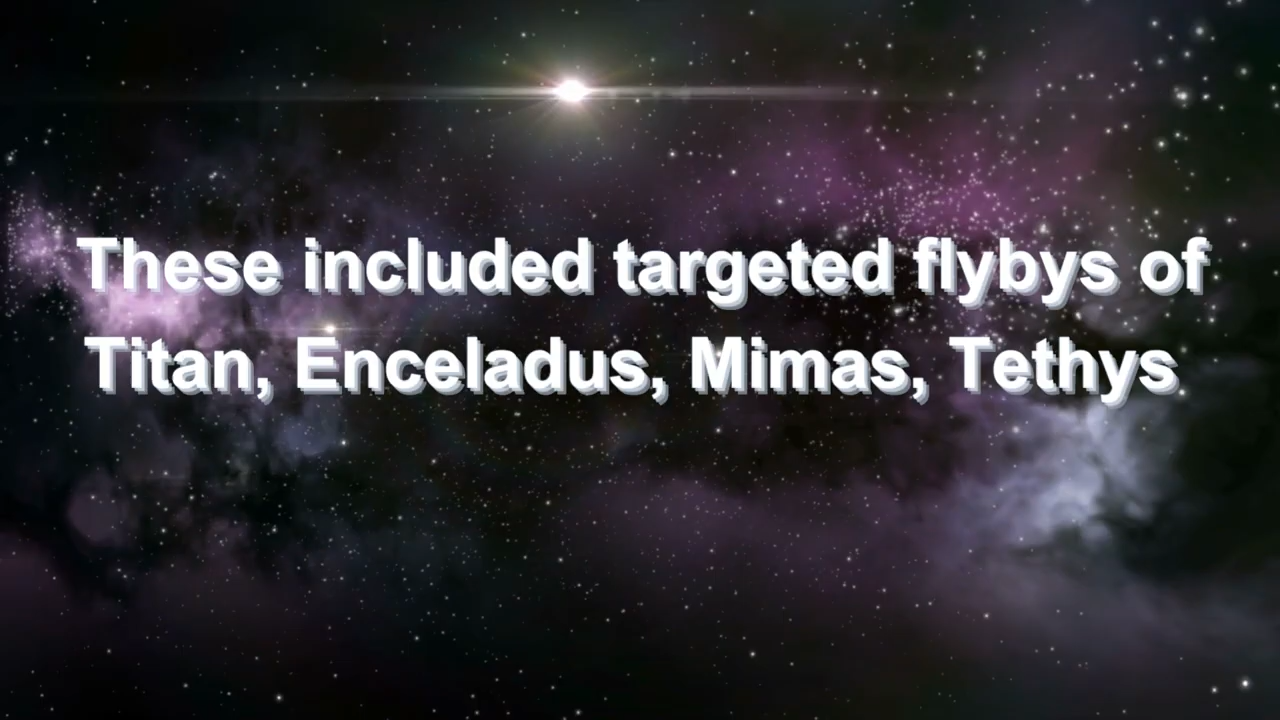 These included targeted flybys of
Titan, Enceladus, Mimas, Tethys